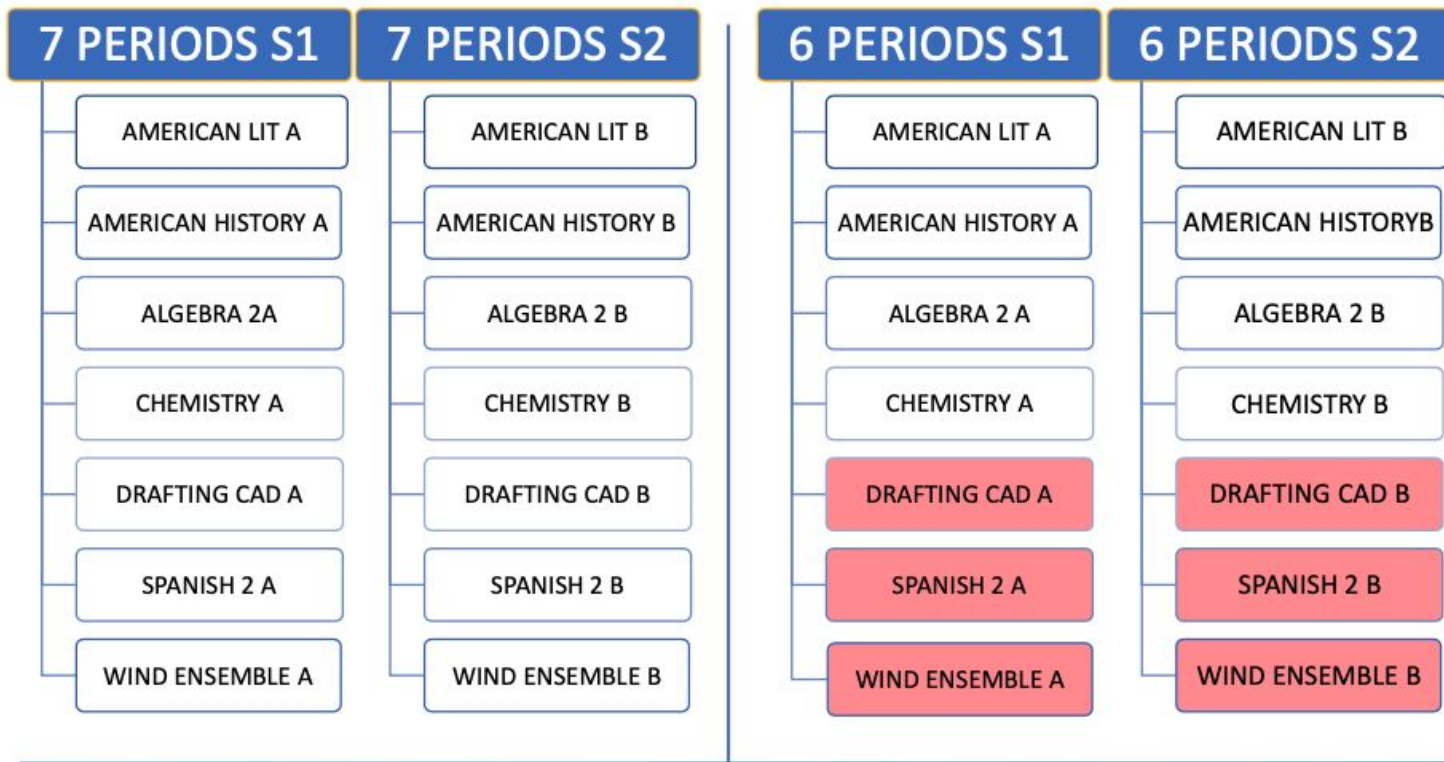 7 PERIODS S1
AMERICAN LIT A
AMERICAN HISTORY A
ALGEBRA 2A
CHEMISTRY A
DRAFTING CAD A
SPANISH 2 A
WIND ENSEMBLE A
7 PERIODS S2
AMERICAN LIT B
AMERICAN HISTORY B
ALGEBRA 2 B
CHEMISTRY B
DRAFTING CAD B
SPANISH 2 B
WIND ENSEMBLE B
6 PERIODS S1
AMERICAN LIT A
AMERICAN HISTORY A
ALGEBRA 2 A
CHEMISTRY A
DRAFTING CAD A
SPANISH 2 A
WIND ENSEMBLE A
6 PERIODS S2
AMERICAN LIT B
AMERICAN HISTORYB
ALGEBRA 2 B
CHEMISTRY B
DRAFTING CAD B
SPANISH 2 B
WIND ENSEMBLE B